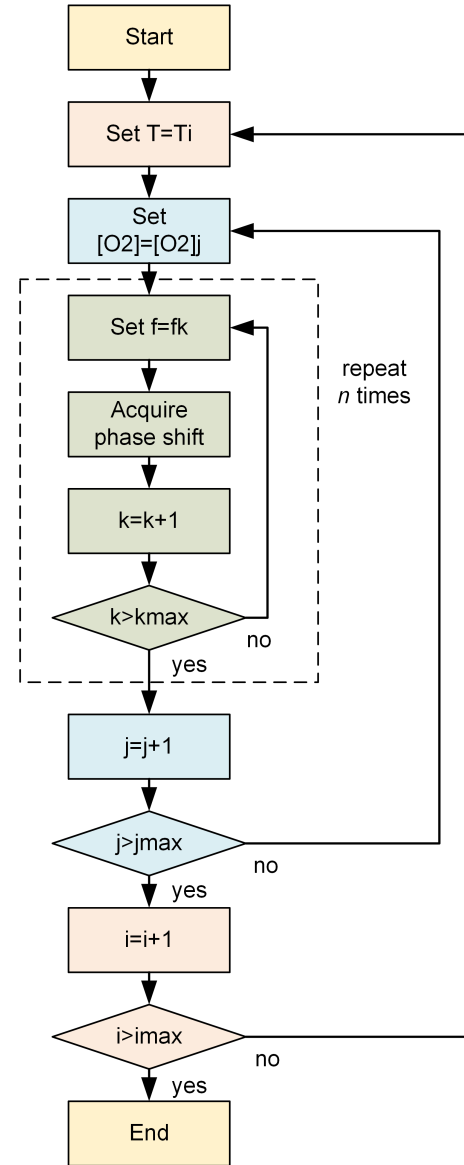 Start
Set T=Ti
Set
[O2]=[O2]j
Set f=fk
repeat
n times
Acquire
phase shift
k=k+1
k>kmax
no
yes
j=j+1
j>jmax
no
yes
i=i+1
i>imax
no
yes
End